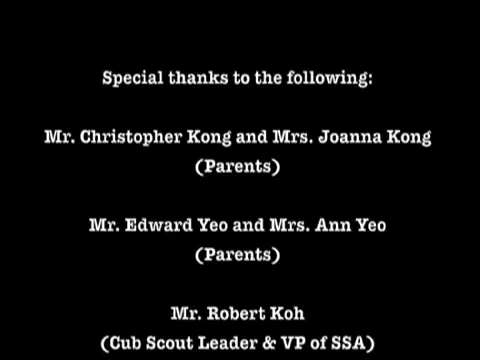 Special thanks to the following:
Mr. Christopher Kong and Mrs. Joanna Kong
(Parents)
Mr. Edward Yeo and Mrs. Ann Yeo
(Parents)
Mr. Robert Koh
(Cub Scout Leader & VP of SSA)